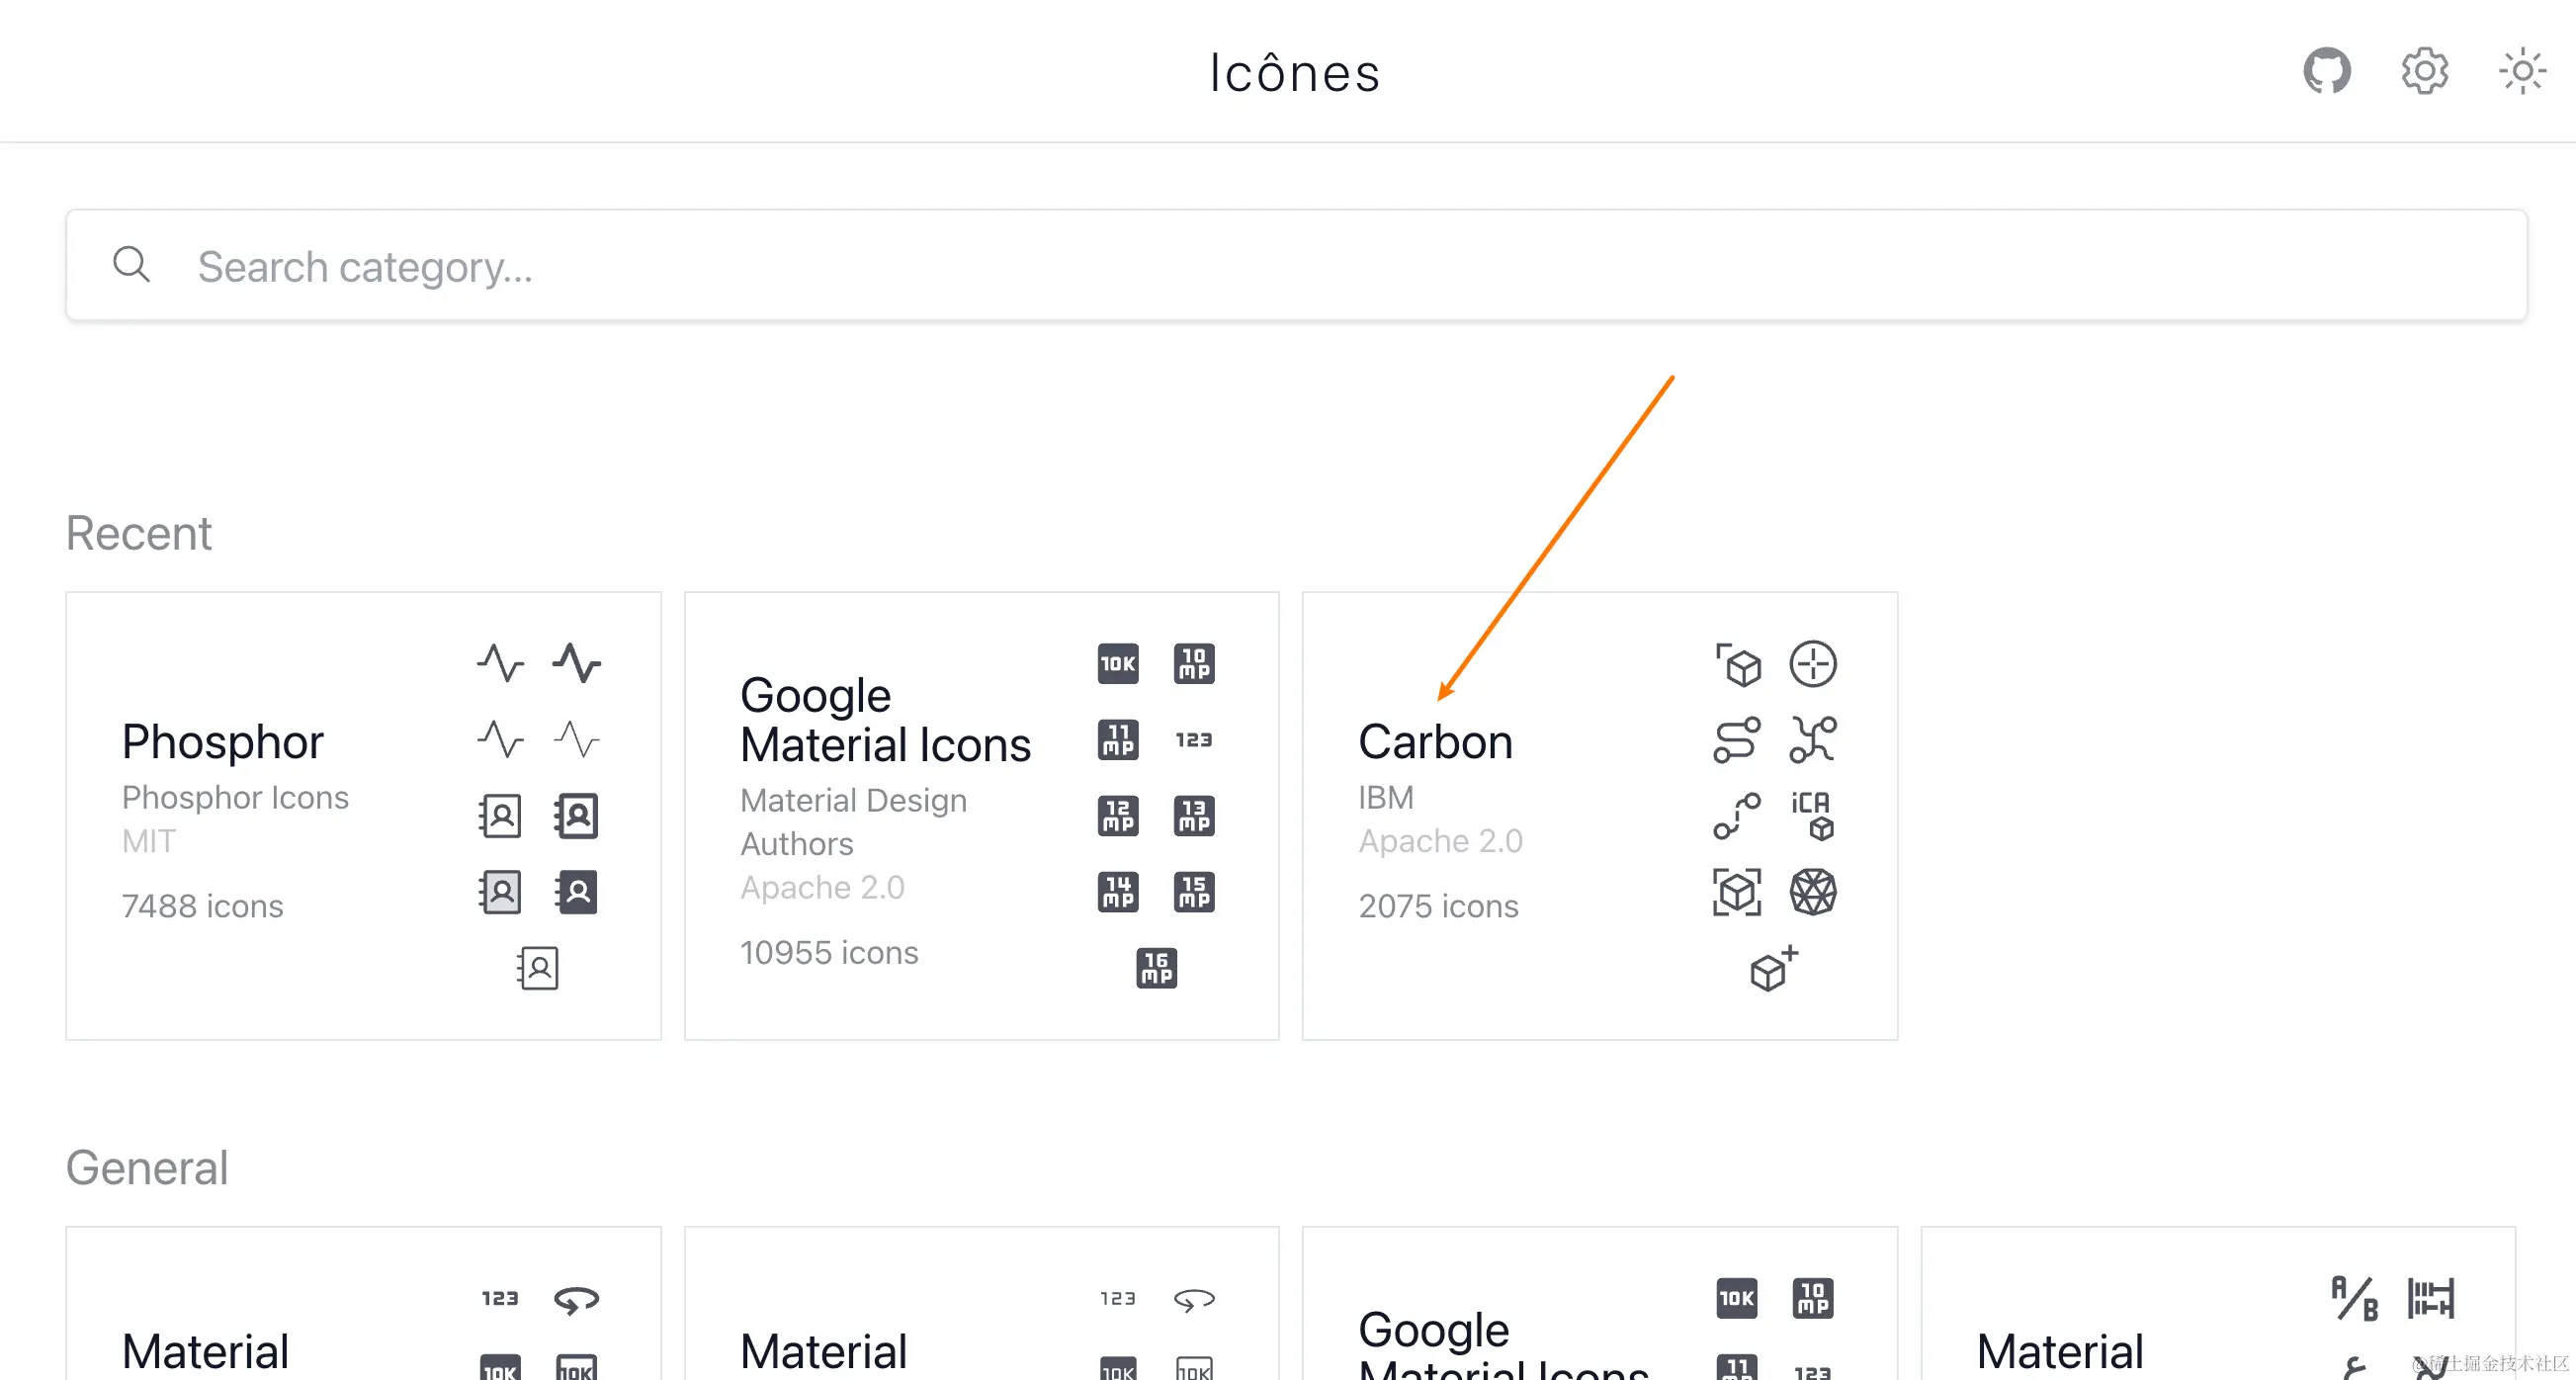 Icônes
Search category...
Recent
Phosphor
Phosphor Icons
MIT
7488 icons
Google
Material Icons
Material Design
Authors
Apache 2.0
10955 icons
10K
10
MP
11
MP
123
12
MP
13
MP
14
MP
15
MP
16
MP
Carbon
IBM
Apache 2.0
2075 icons
iCA
General
Material
123
10K
10K
Material
123
10K
10K
Google
Material Icons
10K
10
MP
11
MP
123
Material
A/B
@稀土掘金技术社区